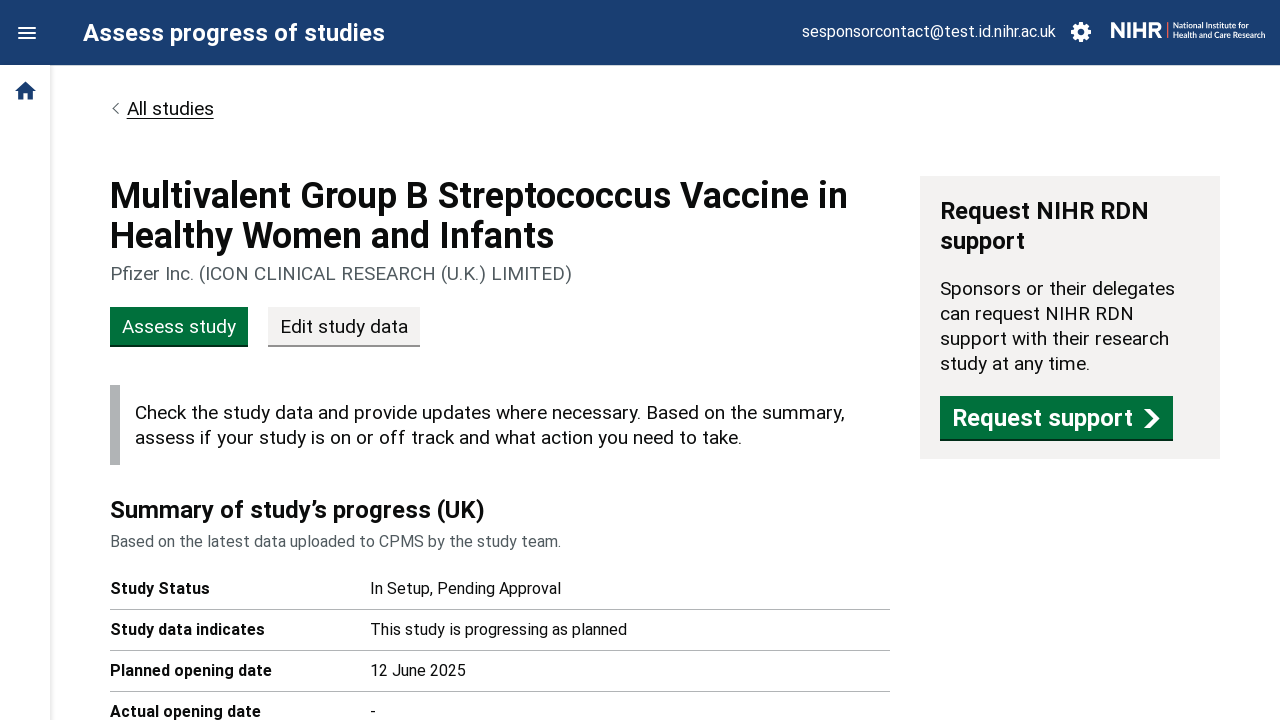 Assess progress of studies
sesponsorcontact@test.id.nihr.ac.uk
NIHR | National Institute for
Health and Care Research
All studies
Multivalent Group B Streptococcus Vaccine in
Healthy Women and Infants
Pfizer Inc. (ICON CLINICAL RESEARCH (U.K.) LIMITED)
Assess study
Edit study data
Check the study data and provide updates where necessary. Based on the summary,
assess if your study is on or off track and what action you need to take.
Summary of study’s progress (UK)
Based on the latest data uploaded to CPMS by the study team.
Study Status In Setup, Pending Approval
Study data indicates This study is progressing as planned
Planned opening date 12 June 2025
Actual opening date -
Request NIHR RDN
support
Sponsors or their delegates
can request NIHR RDN
support with their research
study at any time.
Request support